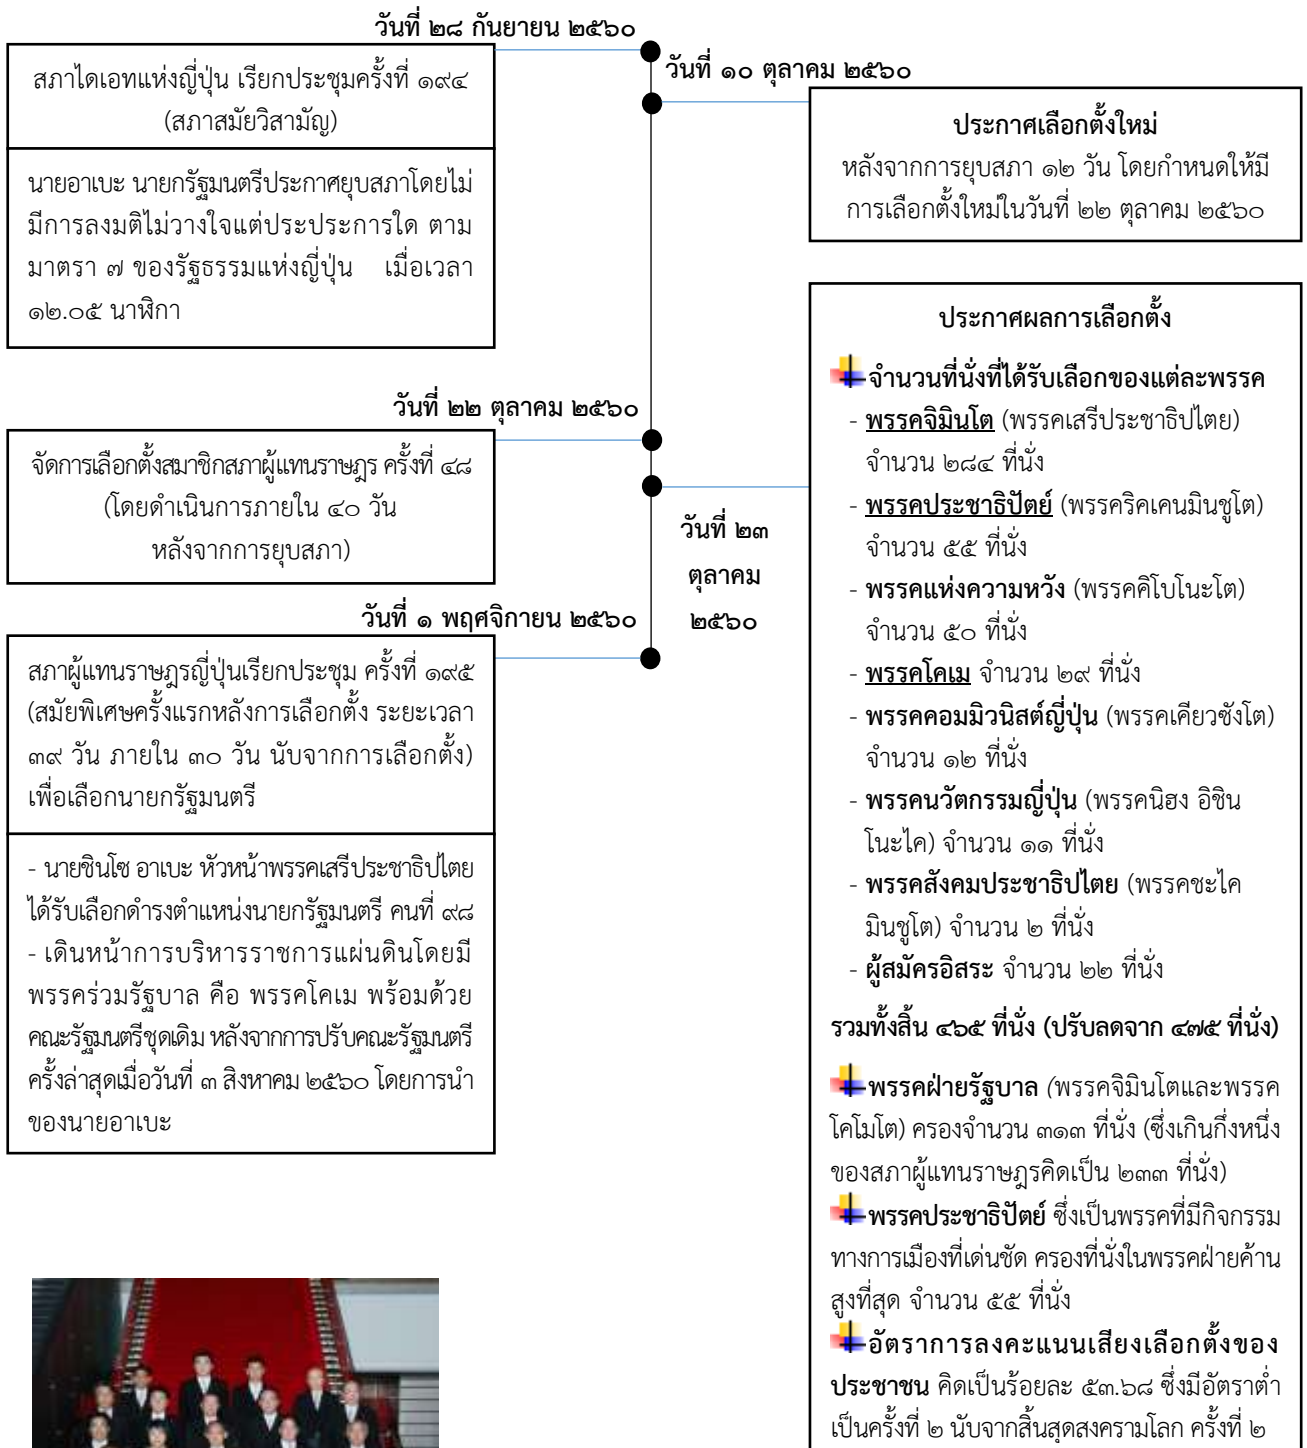 วันที่ ๒๘ กันยายน ๒๕๖๐
สภาไดเอทแห่งญี่ปุ่น เรียกประชุมครั้งที่ ๑๙๔
(สภาสมัยวิสามัญ)
นายอาเบะ นายกรัฐมนตรีประกาศยุบสภาโดยไม่
มีการลงมติไม่วางใจแต่ประประการใด ตาม
มาตรา ๗ ของรัฐธรรมแห่งญี่ปุ่น เมื่อเวลา
๑๒.๐๕ นาฬิกา
วันที่ ๑๐ ตุลาคม ๒๕๖๐
ประกาศเลือกตั้งใหม่
หลังจากการยุบสภา ๑๒ วัน โดยกำหนดให้มี
การเลือกตั้งใหม่ในวันที่ ๒๒ ตุลาคม ๒๕๖๐
วันที่ ๒๒ ตุลาคม ๒๕๖๐
จัดการเลือกตั้งสมาชิกสภาผู้แทนราษฎร ครั้งที่ ๔๘
(โดยดำเนินการภายใน ๔๐ วัน
หลังจากการยุบสภา)
วันที่ ๒๓
ตุลาคม
๒๕๖๐
ประกาศผลการเลือกตั้ง
จำนวนที่นั่งที่ได้รับเลือกของแต่ละพรรค
- พรรคจิมินโต (พรรคเสรีประชาธิปไตย)
จำนวน ๒๘๔ ที่นั่ง
- พรรคประชาธิปัตย์ (พรรคริคเคนมินชูโต)
จำนวน ๕๕ ที่นั่ง
- พรรคแห่งความหวัง (พรรคคิโบโนะโต)
จำนวน ๕๐ ที่นั่ง
- พรรคโคเม จำนวน ๒๙ ที่นั่ง
- พรรคคอมมิวนิสต์ญี่ปุ่น (พรรคเคียวซังโต)
จำนวน ๑๒ ที่นั่ง
- พรรคนวัตกรรมญี่ปุ่น (พรรคนิฮง อิชิน
โนะไค) จำนวน ๑๑ ที่นั่ง
- พรรคสังคมประชาธิปไตย (พรรคชะไค
มินชูโต) จำนวน ๒ ที่นั่ง
- ผู้สมัครอิสระ จำนวน ๒๒ ที่นั่ง
รวมทั้งสิ้น ๔๖๕ ที่นั่ง (ปรับลดจาก ๔๗๕ ที่นั่ง)
พรรคฝ่ายรัฐบาล (พรรคจิมินโตและพรรค
โคโมโต) ครองจำนวน ๓๑๓ ที่นั่ง (ซึ่งเกินกึ่งหนึ่ง
ของสภาผู้แทนราษฎรคิดเป็น ๒๓๓ ที่นั่ง)
พรรคประชาธิปัตย์ ซึ่งเป็นพรรคที่มีกิจกรรม
ทางการเมืองที่เด่นชัด ครองที่นั่งในพรรคฝ่ายค้าน
สูงที่สุด จำนวน ๕๕ ที่นั่ง
อัตราการลงคะแนนเสียงเลือกตั้งของ
ประชาชน คิดเป็นร้อยละ ๕๓.๖๘ ซึ่งมีอัตราต่ำ
เป็นครั้งที่ ๒ นับจากสิ้นสุดสงครามโลก ครั้งที่ ๒
วันที่ ๑ พฤศจิกายน ๒๕๖๐
สภาผู้แทนราษฎรญี่ปุ่นเรียกประชุม ครั้งที่ ๑๙๕
(สมัยพิเศษครั้งแรกหลังการเลือกตั้ง ระยะเวลา
๓๙ วัน ภายใน ๓๐ วัน นับจากการเลือกตั้ง)
เพื่อเลือกนายกรัฐมนตรี
- นายชินโซ อาเบะ หัวหน้าพรรคเสรีประชาธิปไตย
ได้รับเลือกดำรงตำแหน่งนายกรัฐมนตรี คนที่ ๙๘
- เดินหน้าการบริหารราชการแผ่นดินโดยมี
พรรคร่วมรัฐบาล คือ พรรคโคเม พร้อมด้วย
คณะรัฐมนตรีชุดเดิม หลังจากการปรับคณะรัฐมนตรี
ครั้งล่าสุดเมื่อวันที่ ๓ สิงหาคม ๒๕๖๐ โดยการนำ
ของนายอาเบะ